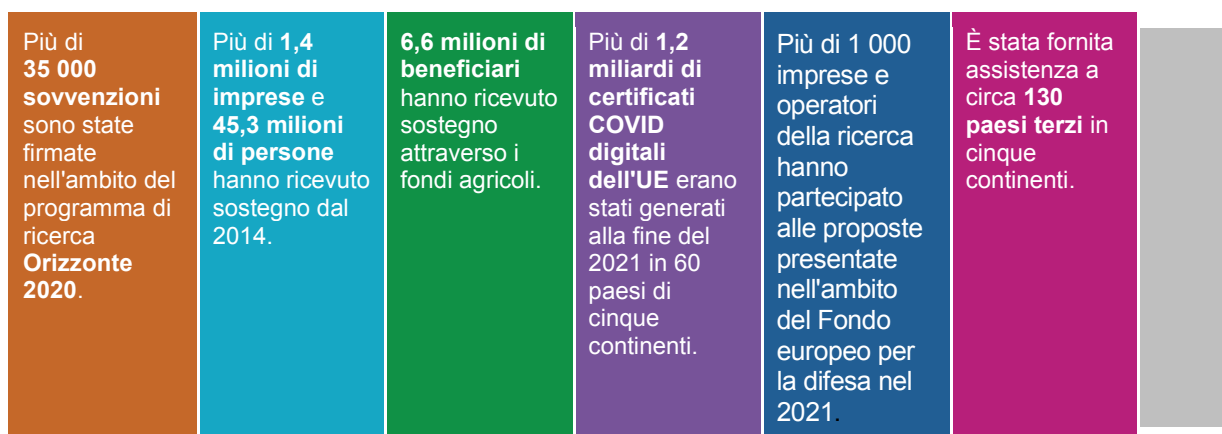 Più di
35 000
sovvenzioni
sono state
firmate
nell'ambito del
programma di
ricerca
Orizzonte
2020.
Più di 1,4
milioni di
imprese e
45,3 milioni
di persone
hanno ricevuto
sostegno dal
2014.
6,6 milioni di
beneficiari
hanno ricevuto
sostegno
attraverso i
fondi agricoli.
Più di 1,2
miliardi di
certificati
COVID
digitali
dell'UE erano
stati generati
alla fine del
2021 in 60
paesi di
cinque
continenti.
Più di 1 000
imprese e
operatori
della ricerca
hanno
partecipato
alle proposte
presentate
nell'ambito
del Fondo
europeo per
la difesa nel
2021.
È stata fornita
assistenza a
circa 130
paesi terzi in
cinque
continenti.